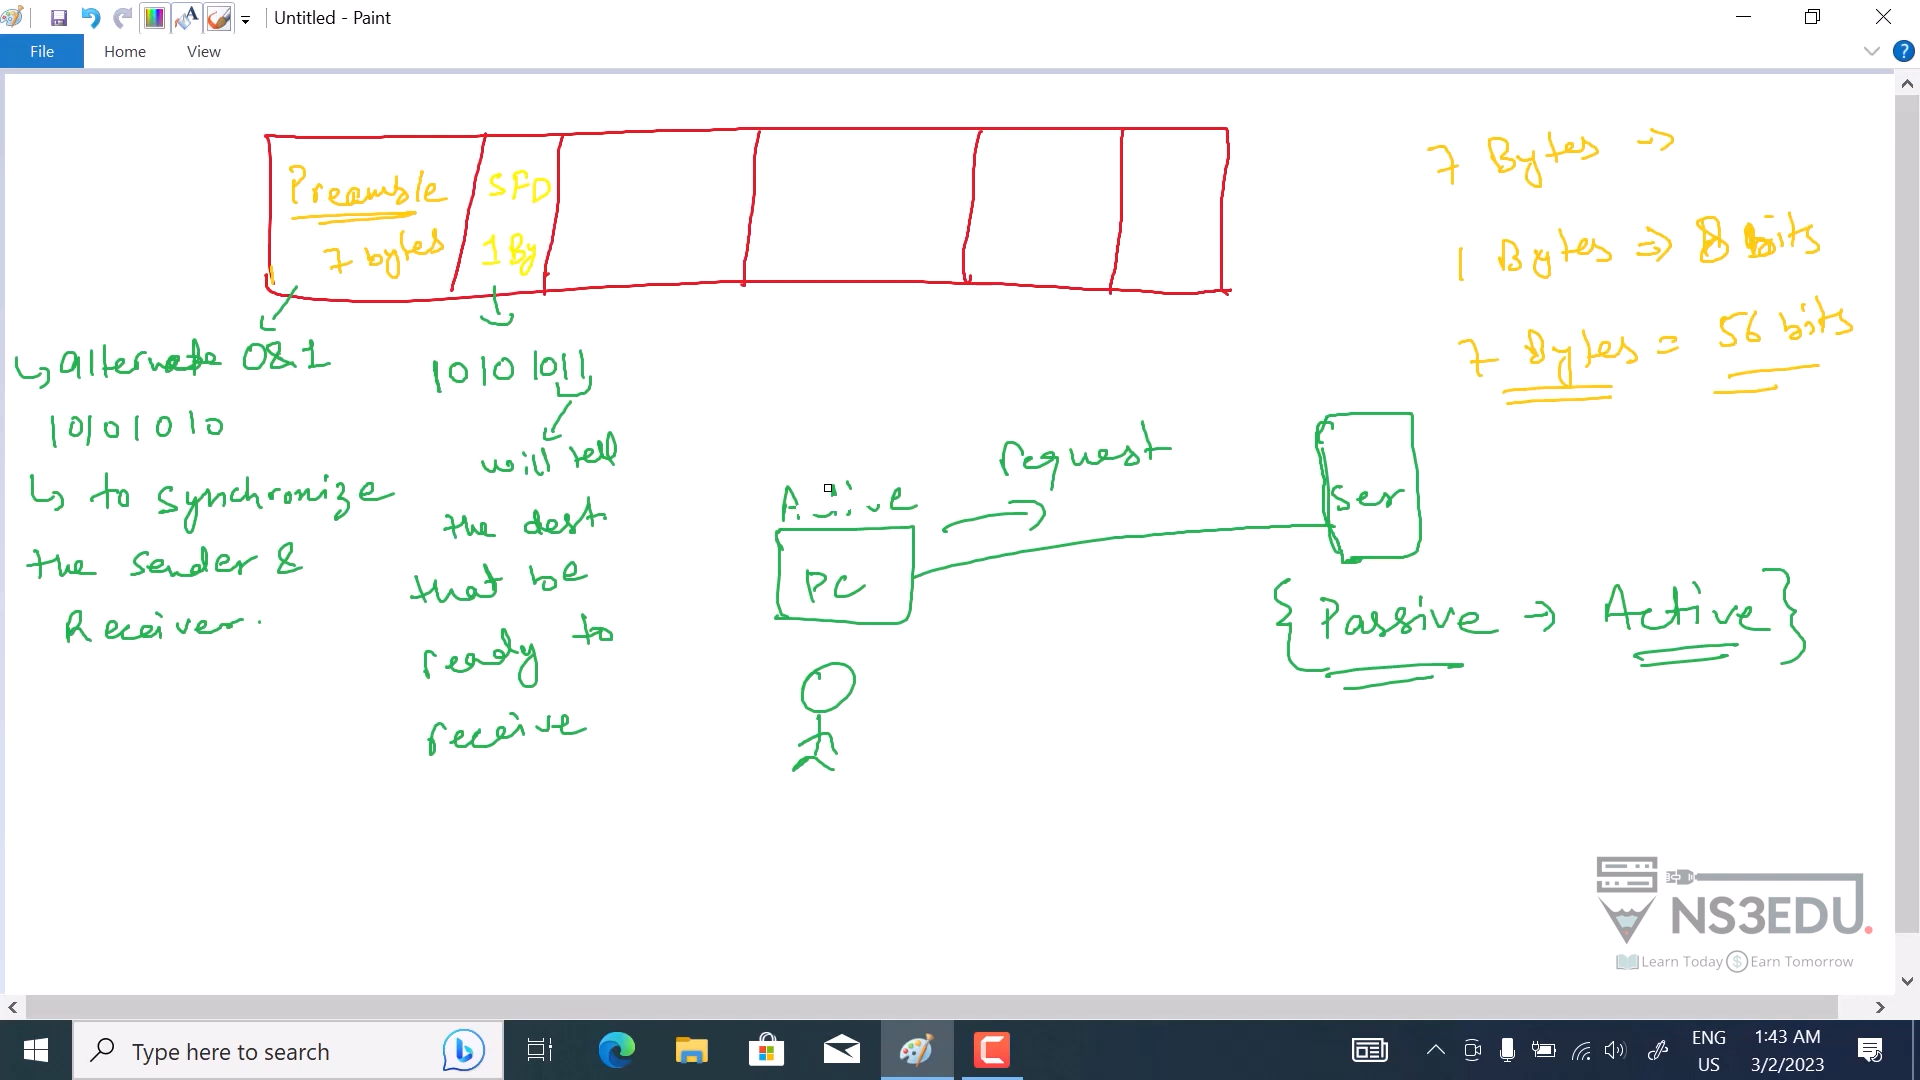 Untitled - Paint
File Home View
Preamble
7 bytes
SFD
1 By
7 Bytes →
1 Bytes ⇒ 8 bits
7 Bytes = 56 bits
↳ alternate 0&1
10101010
↳ to synchronize
the sender &
Receiver.
1010 1011
will tell
the dest.
that be
ready to
receive
Active
PC
request
Ser
{ Passive → Active }
NS3EDU.
Learn Today $ Earn Tomorrow
Type here to search
ENG
US
1:43 AM
3/2/2023